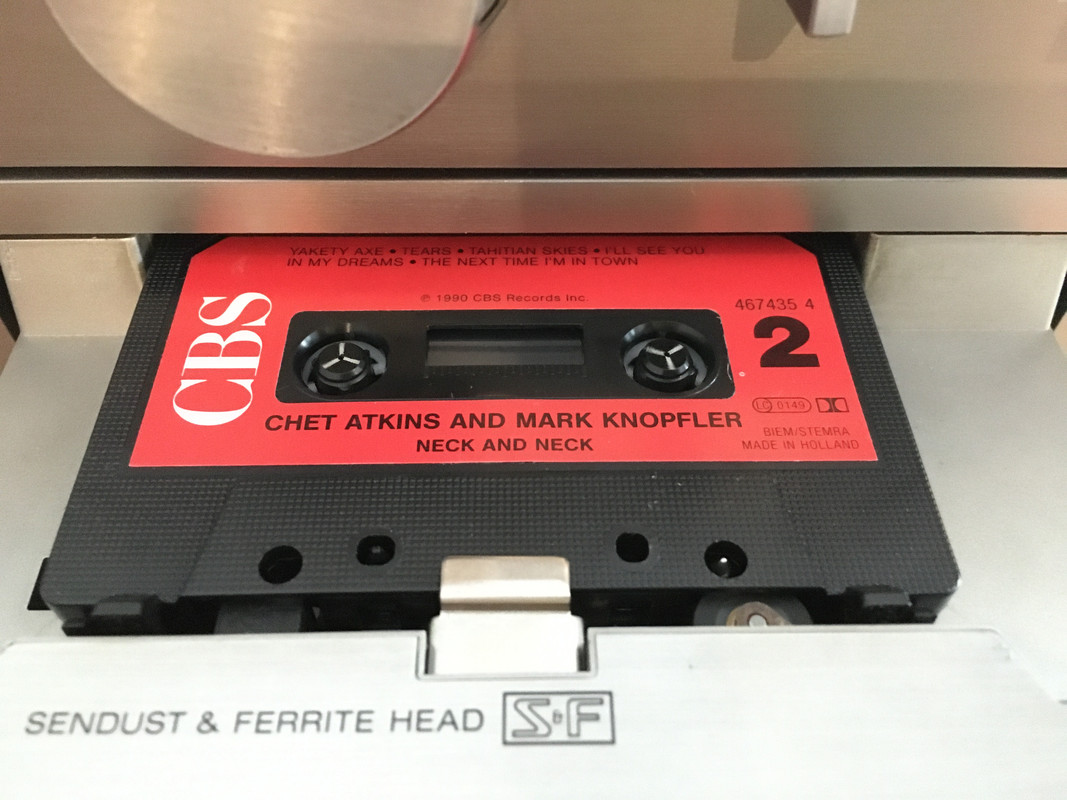 YAKETY AXE • TEARS • TAHITIAN SKIES • I'LL SEE YOU
IN MY DREAMS • THE NEXT TIME I'M IN TOWN
℗ 1990 CBS Records Inc.
467435 4
CBS
2
CHET ATKINS AND MARK KNOPFLER
NECK AND NECK
LC 0149
BIEM/STEMRA
MADE IN HOLLAND
SENDUST & FERRITE HEAD S&F